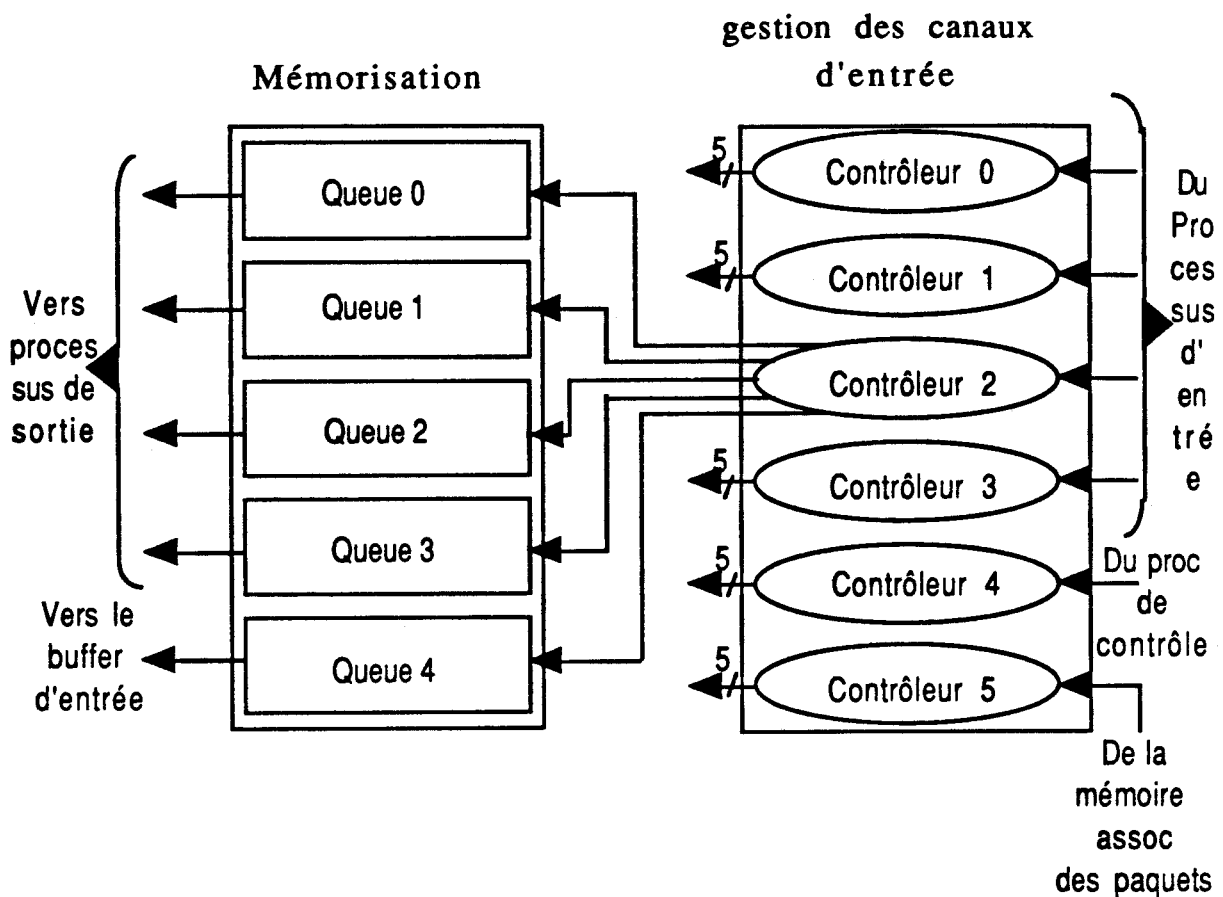 gestion des canaux
d'entrée
Mémorisation
Queue 0
Queue 1
Queue 2
Queue 3
Queue 4
Vers
proces
sus de
sortie
Vers le
buffer
d'entrée
5
Contrôleur 0
5
Contrôleur 1
Contrôleur 2
5
Contrôleur 3
5
Contrôleur 4
5
Contrôleur 5
Du
Pro
ces
sus
d'
en
tré
e
Du proc
de
contrôle
De la
mémoire
assoc
des paquets